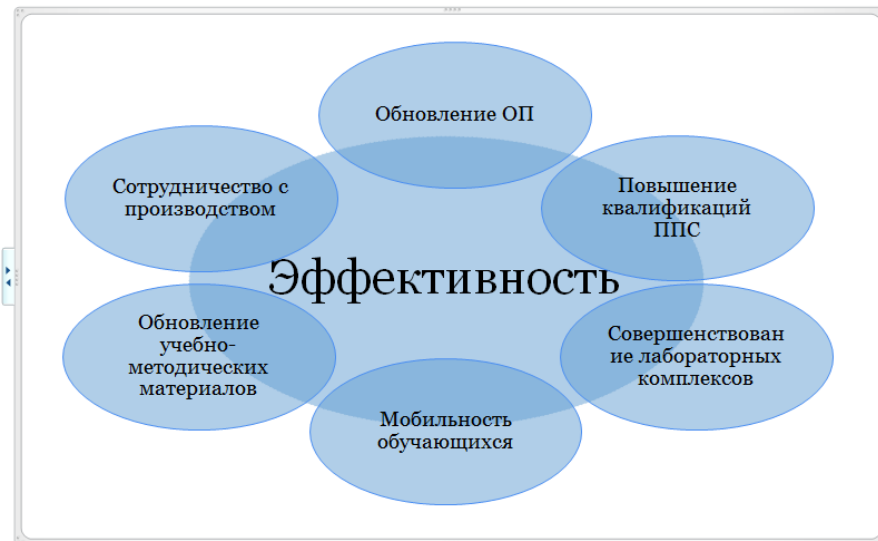 Обновление ОП
Повышение
квалификаций
ППС
Совершенствован
ие лабораторных
комплексов
Мобильность
обучающихся
Обновление
учебно-
методических
материалов
Сотрудничество с
производством
Эффективность